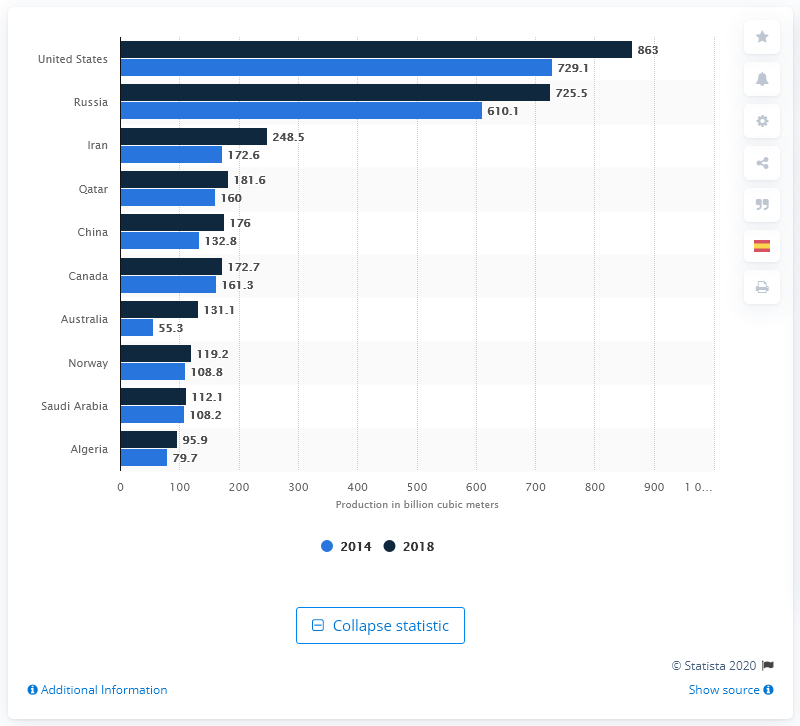 United States 863
729.1
Russia 725.5
610.1
Iran 248.5
172.6
Qatar 181.6
160
China 176
132.8
Canada 172.7
161.3
Australia 131.1
55.3
Norway 119.2
108.8
Saudi Arabia 112.1
108.2
Algeria 95.9
79.7
0 100 200 300 400 500 600 700 800 900 1 0...
Production in billion cubic meters
2014 2018
Collapse statistic
© Statista 2020
Additional Information Show source